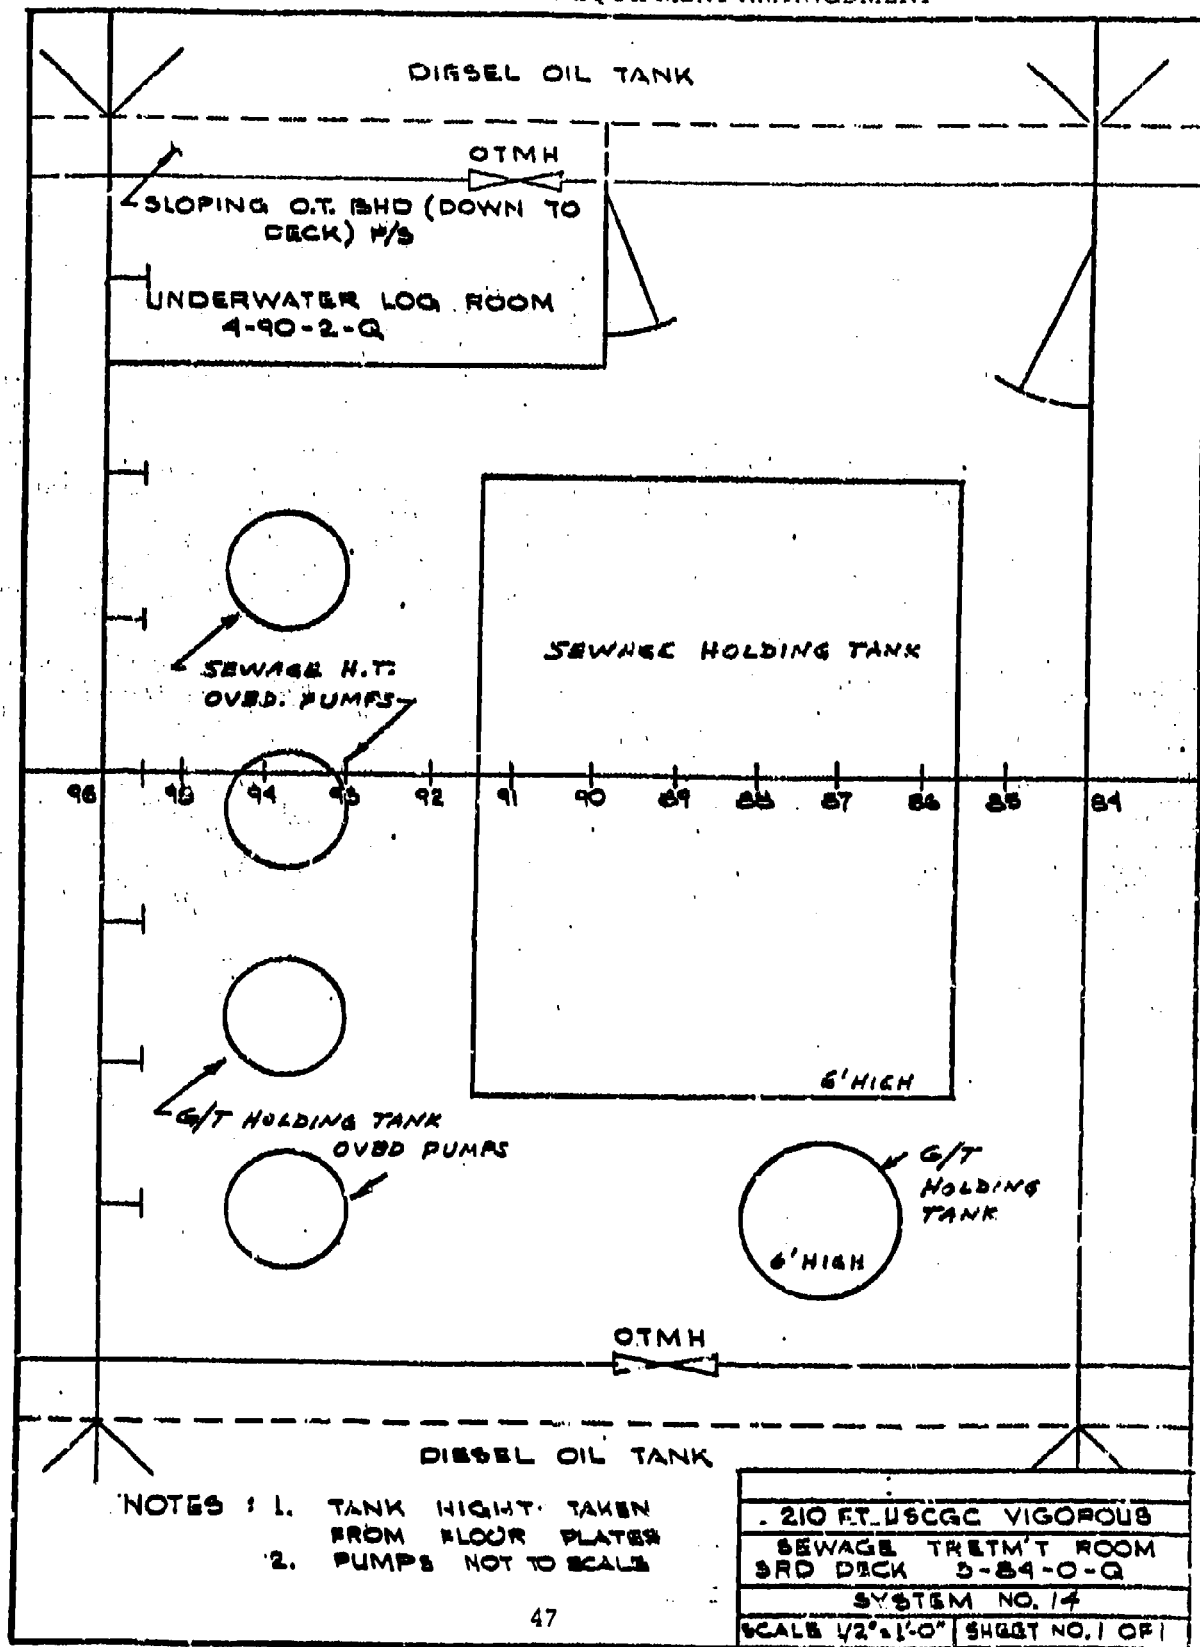 DIESEL OIL TANK
OTMH
SLOPING O.T. BHD (DOWN TO
DECK) P/S
UNDERWATER LOG ROOM
4-90-2-Q
SEWAGE HOLDING TANK
SEWAGE H.T.
OVBD. PUMPS
96 95 94 93 92 91 90 89 88 87 86 85 84
6' HIGH
G/T HOLDING TANK
OVBD PUMPS
G/T
HOLDING
TANK
6' HIGH
OTMH
DIESEL OIL TANK
NOTES : 1. TANK HIGHT TAKEN
FROM FLOOR PLATES
2. PUMPS NOT TO SCALE
210 FT. USCGC VIGOROUS
SEWAGE TRETM'T ROOM
3RD DECK 3-84-0-Q
SYSTEM NO. 14
SCALE 1/2" = 1'-0" SHEET NO. 1 OF 1
47